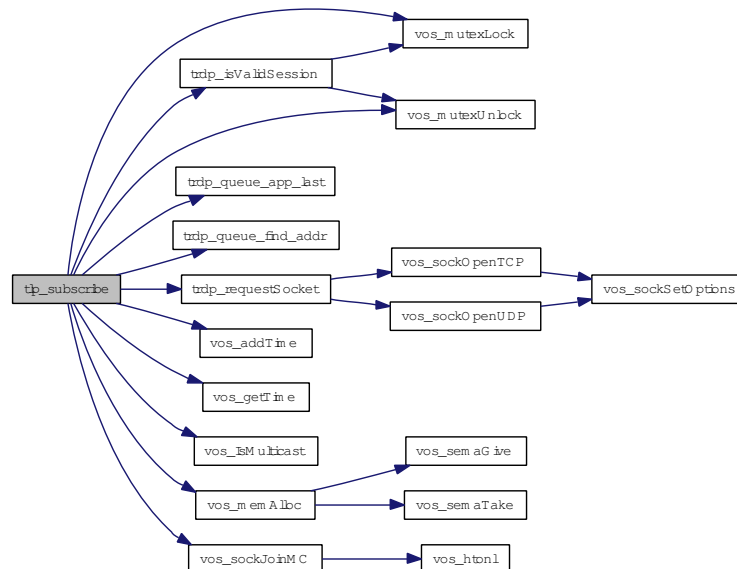 vos_mutexLock
trdp_isValidSession
vos_mutexUnlock
trdp_queue_app_last
trdp_queue_find_addr
vos_sockOpenTCP
tlp_subscribe
trdp_requestSocket
vos_sockSetOptions
vos_sockOpenUDP
vos_addTime
vos_getTime
vos_IsMulticast
vos_semaGive
vos_memAlloc
vos_semaTake
vos_sockJoinMC
vos_htonl